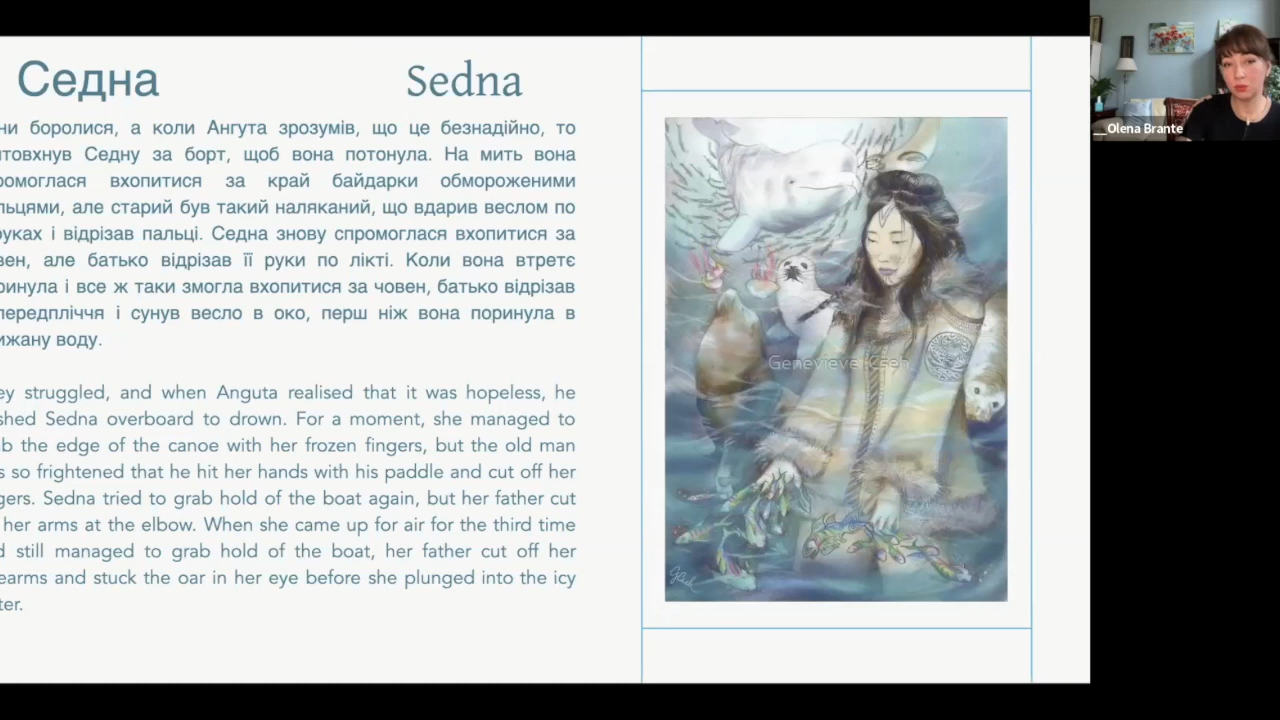 Седна
Sedna
ни боролися, а коли Ангута зрозумів, що це безнадійно, то
товхнув Седну за борт, щоб вона потонула. На мить вона
ромоглася вхопитися за край байдарки обмороженими
льцями, але старий був такий наляканий, що вдарив веслом по
руках і відрізав пальці. Седна знову спромоглася вхопитися за
вен, але батько відрізав її руки по лікті. Коли вона втретє
ринула і все ж таки змогла вхопитися за човен, батько відрізав
передпліччя і сунув весло в око, перш ніж вона поринула в
ижану воду.
ey struggled, and when Anguta realised that it was hopeless, he
shed Sedna overboard to drown. For a moment, she managed to
b the edge of the canoe with her frozen fingers, but the old man
s so frightened that he hit her hands with his paddle and cut off her
gers. Sedna tried to grab hold of the boat again, but her father cut
her arms at the elbow. When she came up for air for the third time
d still managed to grab hold of the boat, her father cut off her
earms and stuck the oar in her eye before she plunged into the icy
ter.
Genevieve Cseh
__Olena Brante